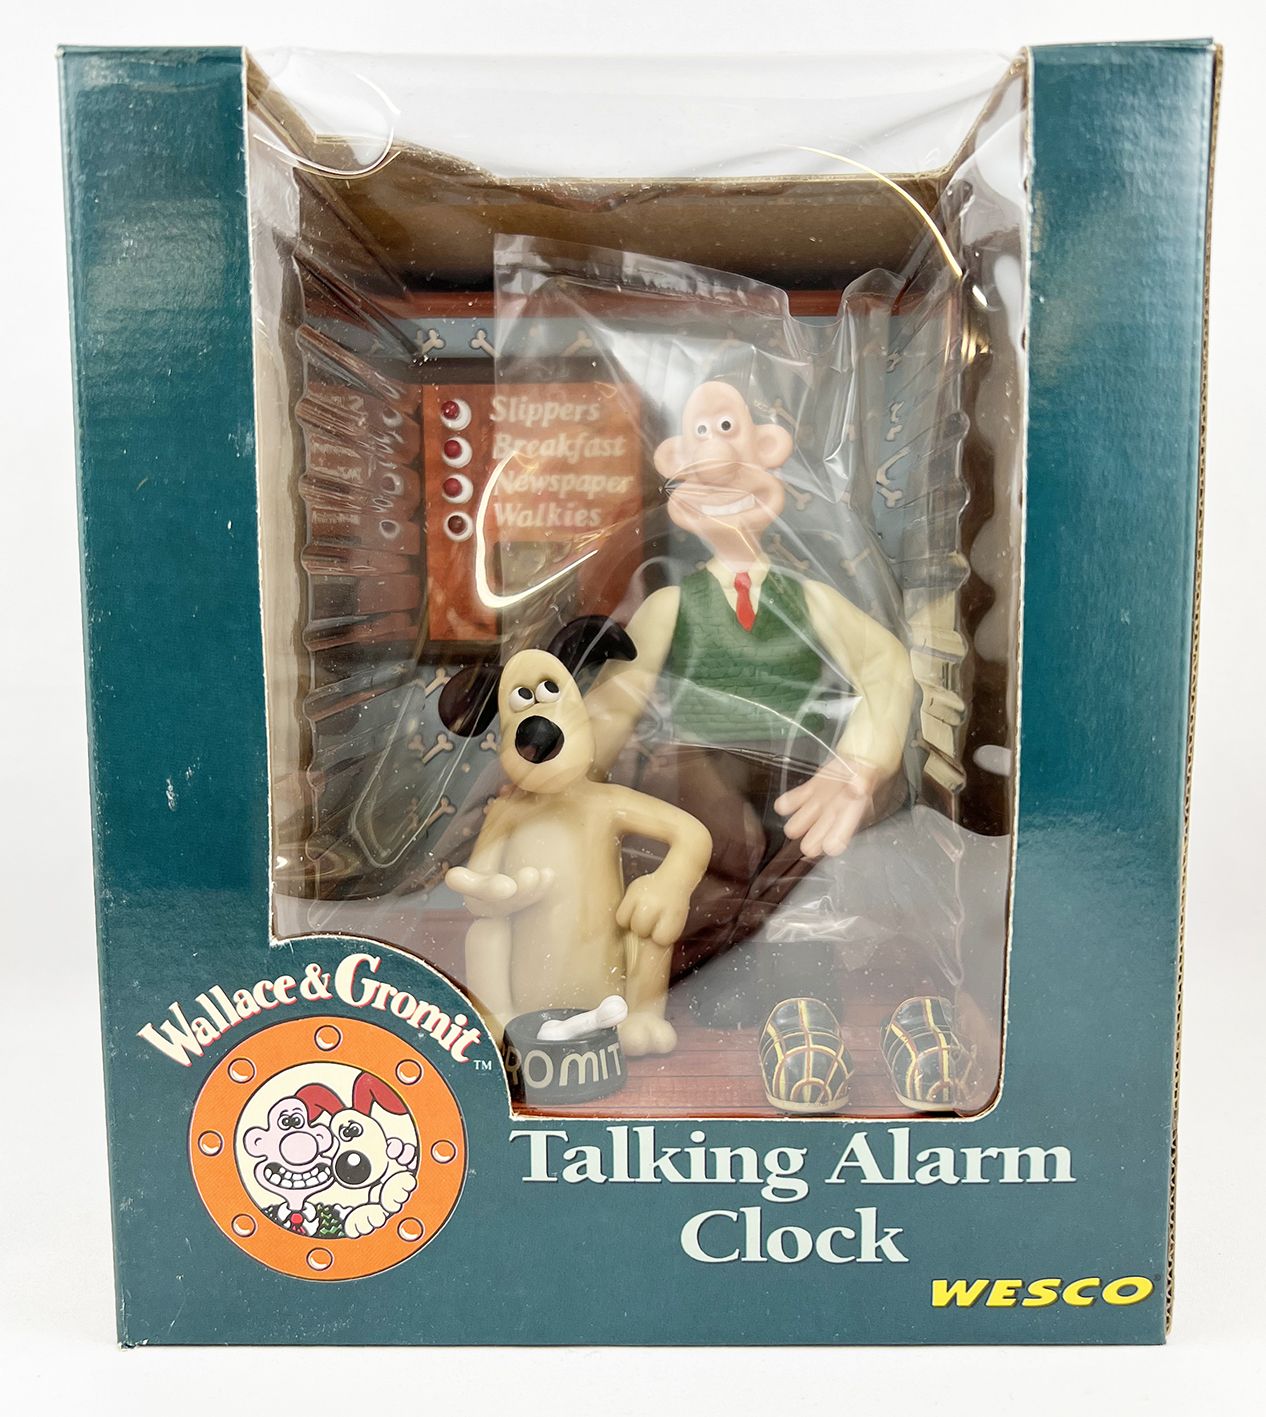 Slippers
Breakfast
Newspaper
Walkies
ROMIT
Wallace & Gromit™
Talking Alarm
Clock
WESCO